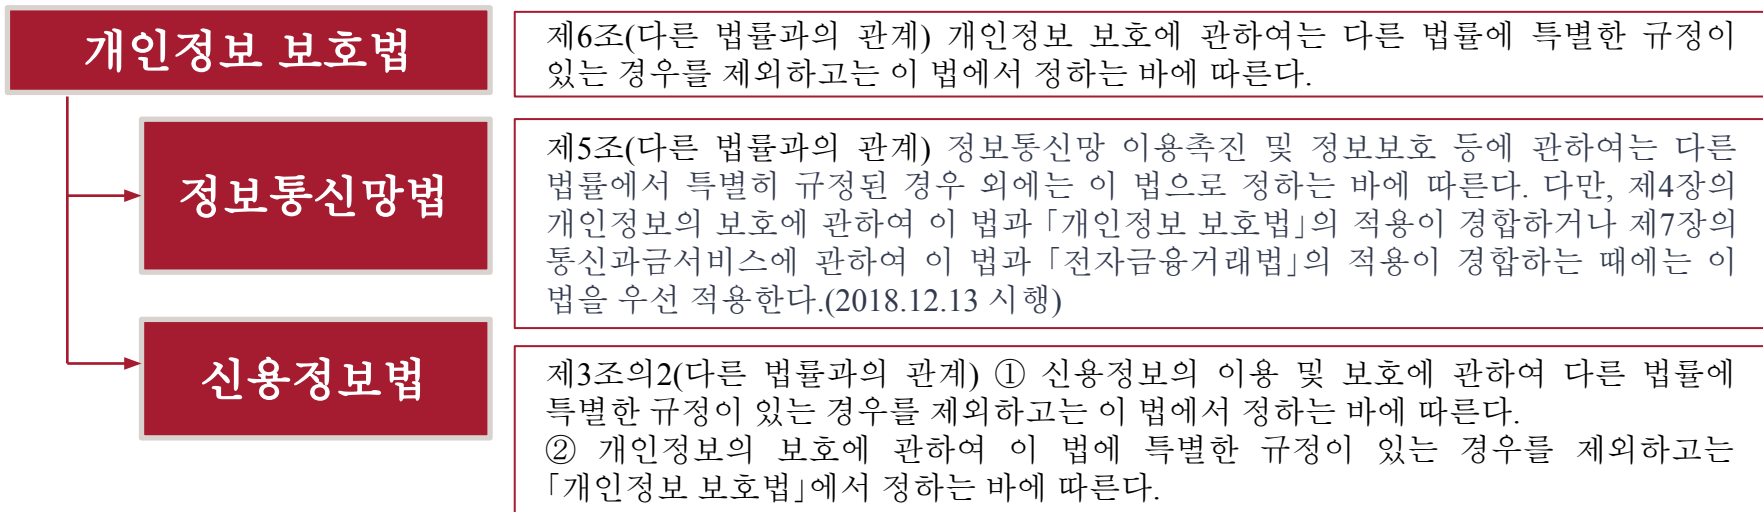 개인정보 보호법
제6조(다른 법률과의 관계) 개인정보 보호에 관하여는 다른 법률에 특별한 규정이
있는 경우를 제외하고는 이 법에서 정하는 바에 따른다.
정보통신망법
제5조(다른 법률과의 관계) 정보통신망 이용촉진 및 정보보호 등에 관하여는 다른
법률에서 특별히 규정된 경우 외에는 이 법으로 정하는 바에 따른다. 다만, 제4장의
개인정보의 보호에 관하여 이 법과 「개인정보 보호법」의 적용이 경합하거나 제7장의
통신과금서비스에 관하여 이 법과 「전자금융거래법」의 적용이 경합하는 때에는 이
법을 우선 적용한다.(2018.12.13 시행)
신용정보법
제3조의2(다른 법률과의 관계) ① 신용정보의 이용 및 보호에 관하여 다른 법률에
특별한 규정이 있는 경우를 제외하고는 이 법에서 정하는 바에 따른다.
② 개인정보의 보호에 관하여 이 법에 특별한 규정이 있는 경우를 제외하고는
「개인정보 보호법」에서 정하는 바에 따른다.